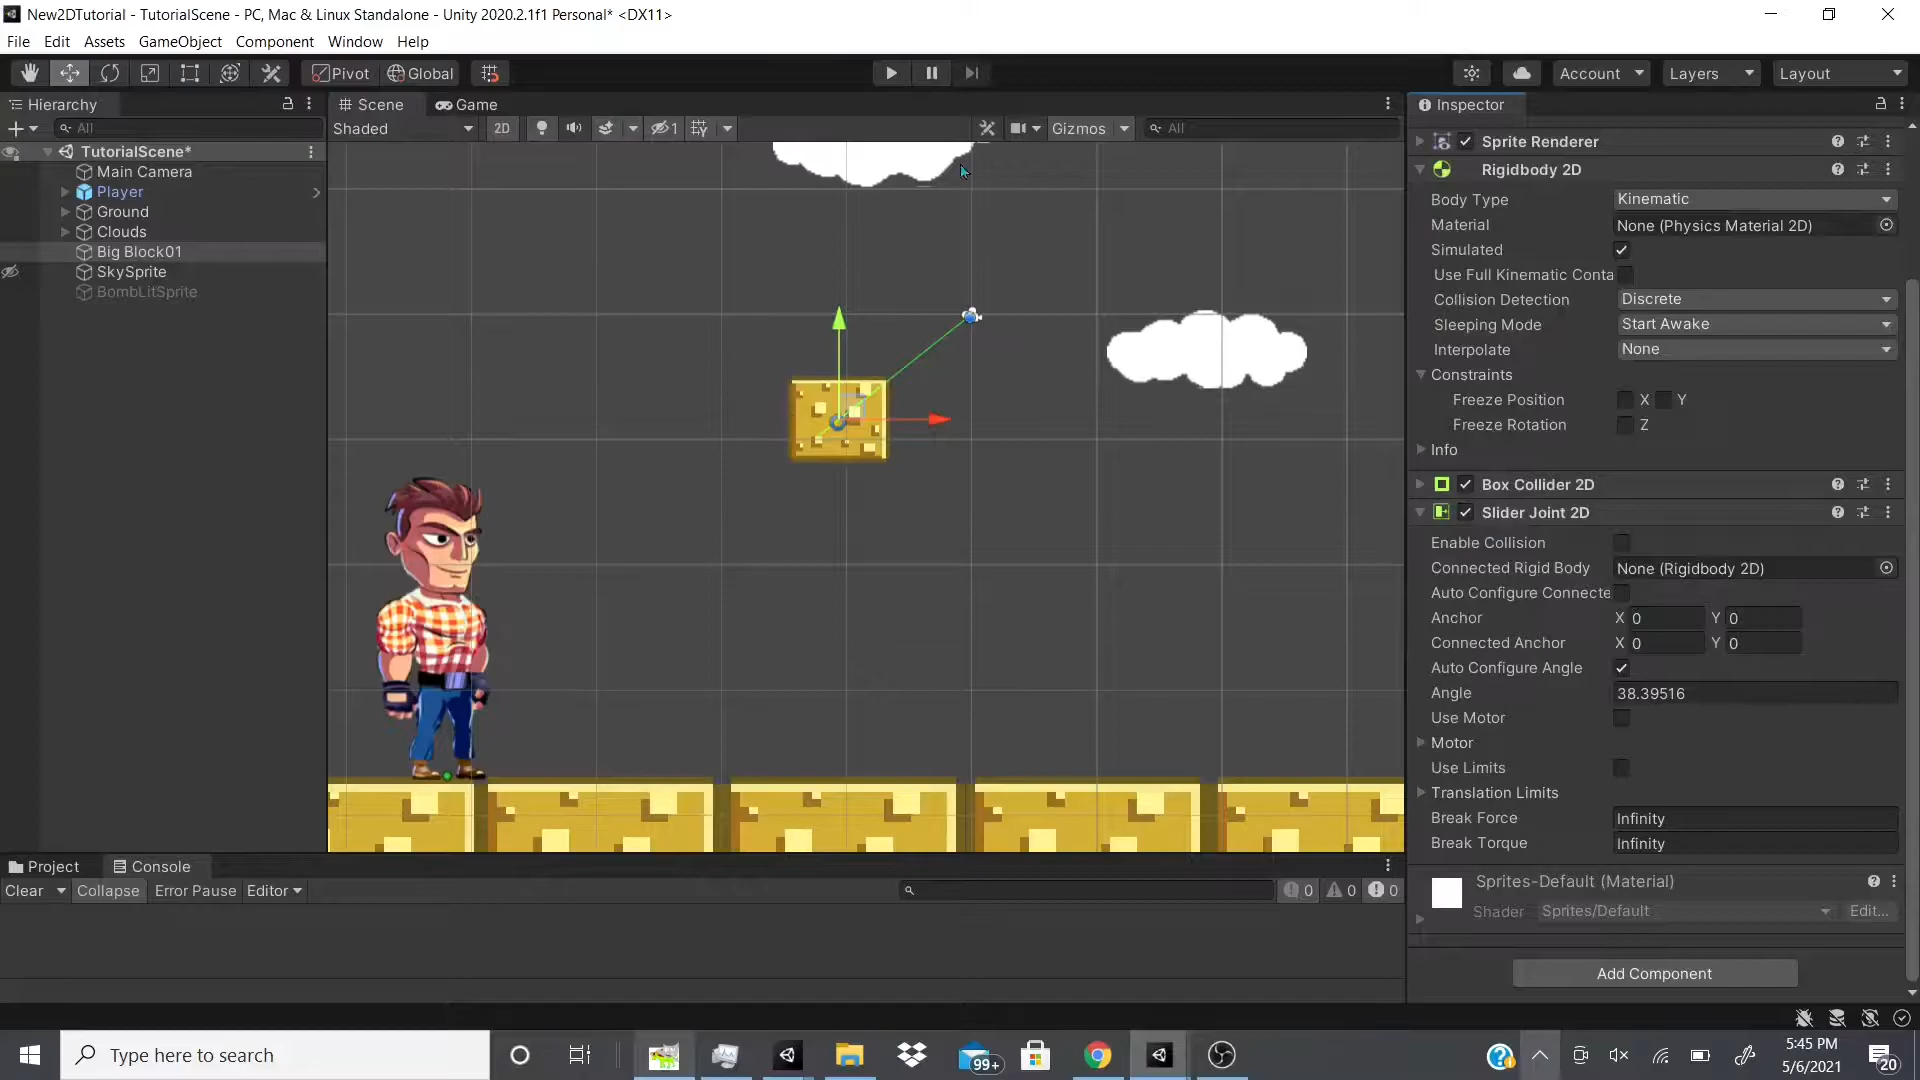 New2DTutorial - TutorialScene - PC, Mac & Linux Standalone - Unity 2020.2.1f1 Personal* <DX11>
File Edit Assets GameObject Component Window Help
Pivot Global Account Layers Layout
Hierarchy Scene Game Inspector
All Shaded 2D 1 Gizmos All
TutorialScene*
Main Camera
Player
Ground
Clouds
Big Block01
SkySprite
BombLitSprite
Sprite Renderer
Rigidbody 2D
Body Type Kinematic
Material None (Physics Material 2D)
Simulated
Use Full Kinematic Conta
Collision Detection Discrete
Sleeping Mode Start Awake
Interpolate None
Constraints
Freeze Position X Y
Freeze Rotation Z
Info
Box Collider 2D
Slider Joint 2D
Enable Collision
Connected Rigid Body None (Rigidbody 2D)
Auto Configure Connecte
Anchor X 0 Y 0
Connected Anchor X 0 Y 0
Auto Configure Angle
Angle 38.39516
Use Motor
Motor
Use Limits
Translation Limits
Break Force Infinity
Break Torque Infinity
Sprites-Default (Material)
Shader Sprites/Default Edit...
Add Component
Project Console
Clear Collapse Error Pause Editor 0 0 0
Type here to search
99+
5:45 PM
5/6/2021
20